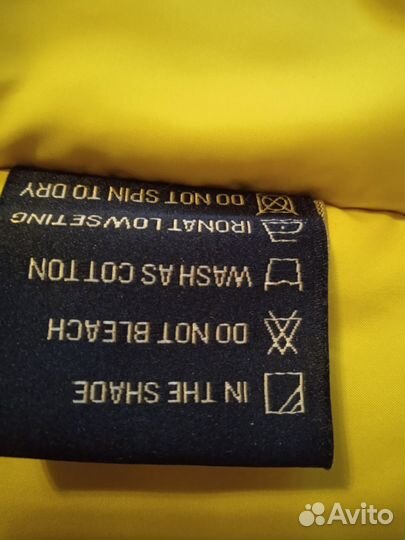 IN THE SHADE
DO NOT BLEACH
WASH AS COTTON
IRONAT LOWSETING
DO NOT SPIN TO DRY
Avito